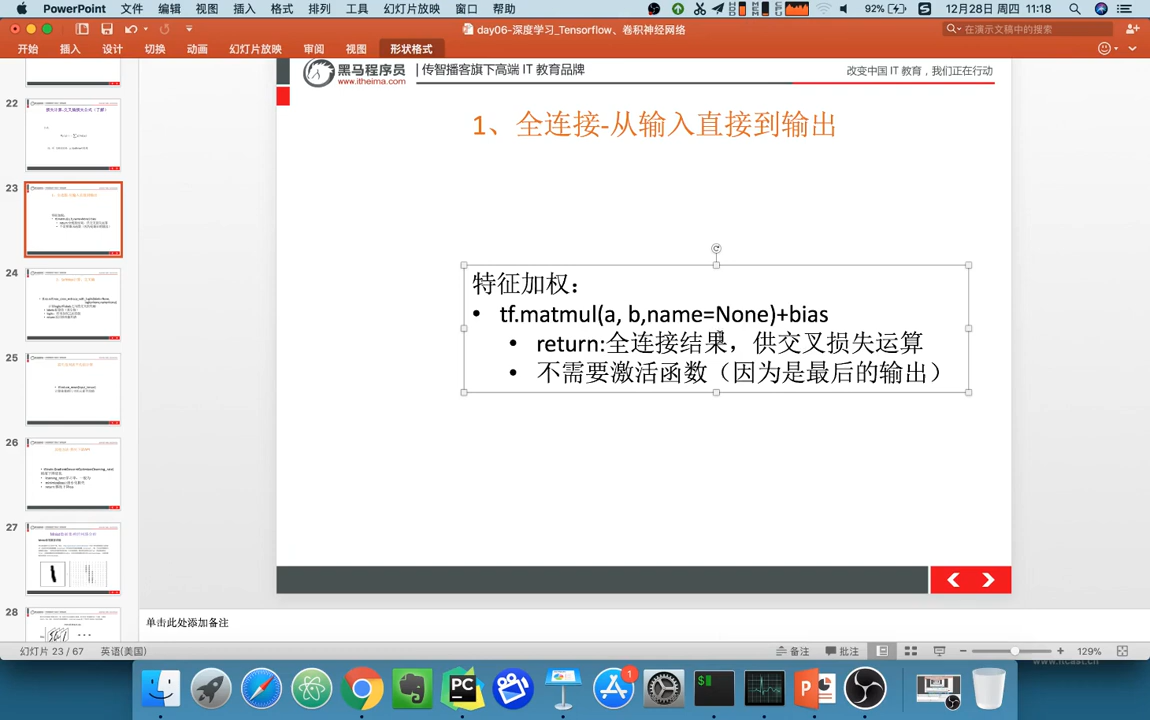 PowerPoint 文件 编辑 视图 插入 格式 排列 工具 幻灯片放映 窗口 帮助
92% 12月28日 周四 11:18
day06-深度学习_Tensorflow、卷积神经网络
在演示文稿中的搜索
开始 插入 设计 切换 动画 幻灯片放映 审阅 视图 形状格式
22
23
24
25
26
27
28
黑马程序员
www.itheima.com
传智播客旗下高端 IT 教育品牌
改变中国 IT 教育，我们正在行动
1、全连接-从输入直接到输出
特征加权：
• tf.matmul(a, b,name=None)+bias
• return:全连接结果，供交叉损失运算
• 不需要激活函数（因为是最后的输出）
单击此处添加备注
幻灯片 23 / 67 英语(美国)
备注 批注 129%
www.itcast.cn
PC
1
$
P